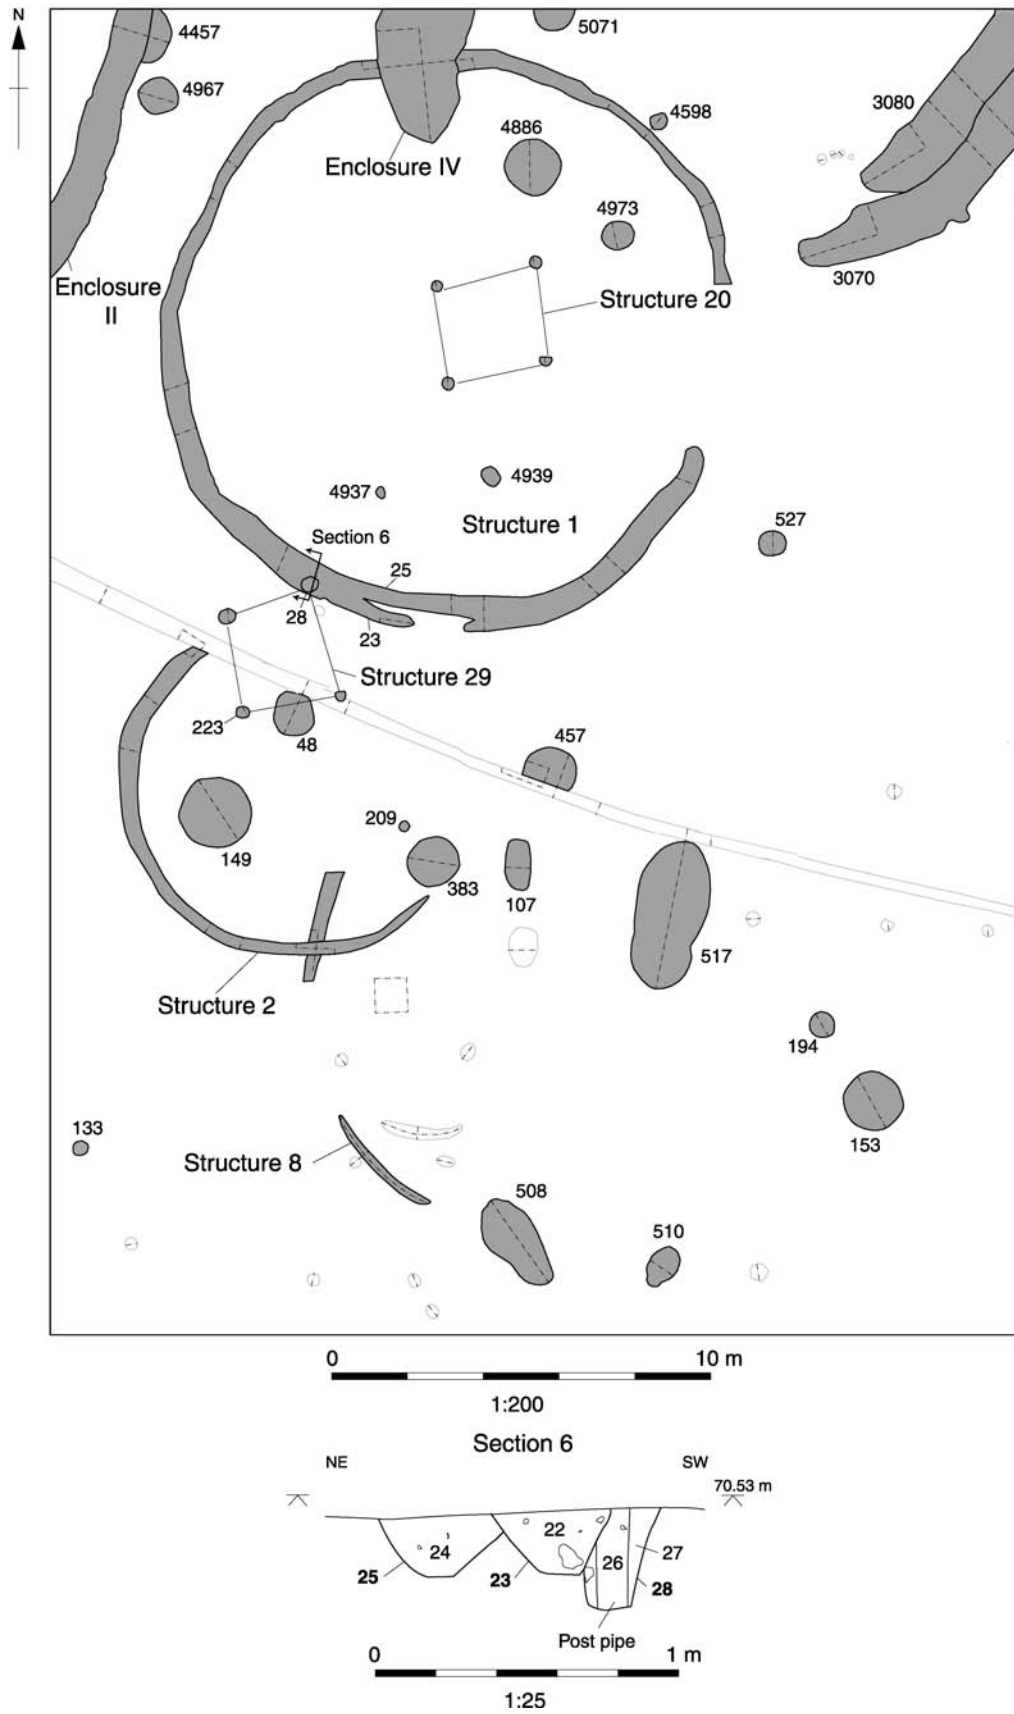 N
4457
5071
4967
4598
3080
4886
Enclosure IV
4973
3070
Enclosure
II
Structure 20
4937
4939
527
Structure 1
Section 6
25
28
23
Structure 29
223
48
457
209
149
383
107
517
Structure 2
194
153
133
Structure 8
508
510
0 10 m
1:200
Section 6
NE SW
70.53 m
22
24
27
26
25
23
28
Post pipe
0 1 m
1:25